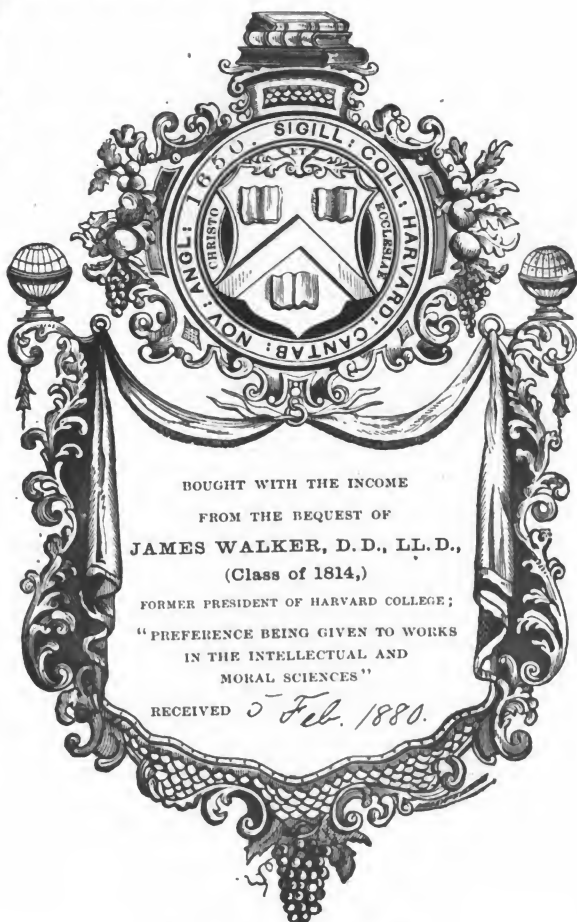 SIGILL: COLL: HARVARD: CANTAB: NOV: ANGL: 1650.
ET
CHRISTO
ECCLESIAE
BOUGHT WITH THE INCOME
FROM THE BEQUEST OF
JAMES WALKER, D.D., LL.D.,
(Class of 1814,)
FORMER PRESIDENT OF HARVARD COLLEGE;
"PREFERENCE BEING GIVEN TO WORKS
IN THE INTELLECTUAL AND
MORAL SCIENCES"
RECEIVED 5 Feb. 1880.